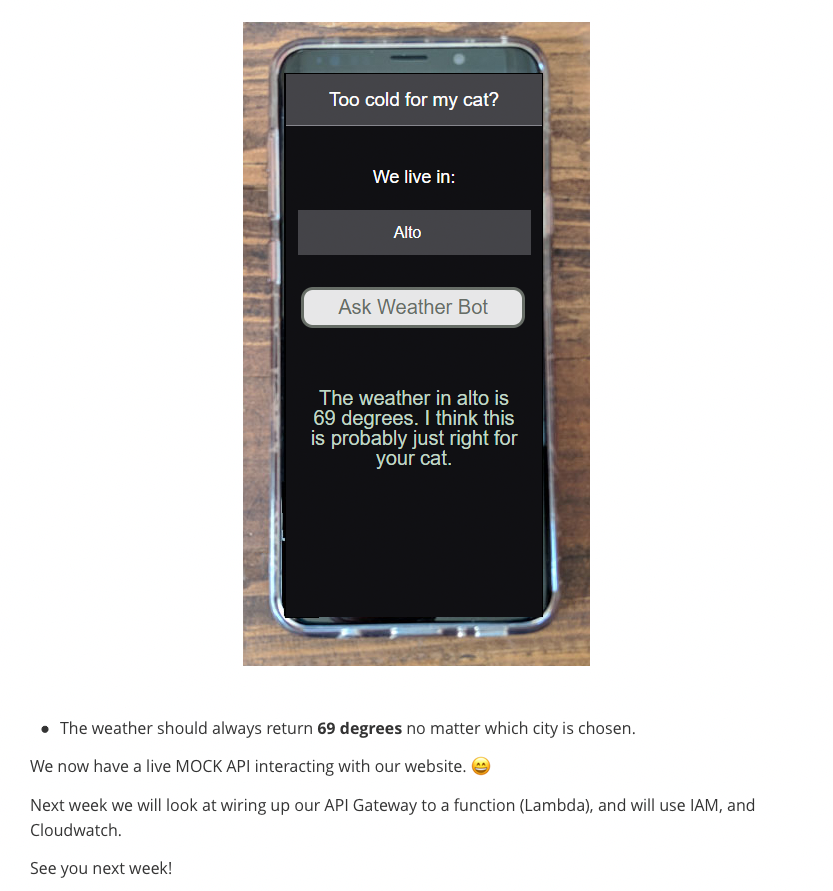 Too cold for my cat?
We live in:
Alto
Ask Weather Bot
The weather in alto is
69 degrees. I think this
is probably just right for
your cat.
The weather should always return 69 degrees no matter which city is chosen.
We now have a live MOCK API interacting with our website. 😄
Next week we will look at wiring up our API Gateway to a function (Lambda), and will use IAM, and
Cloudwatch.
See you next week!